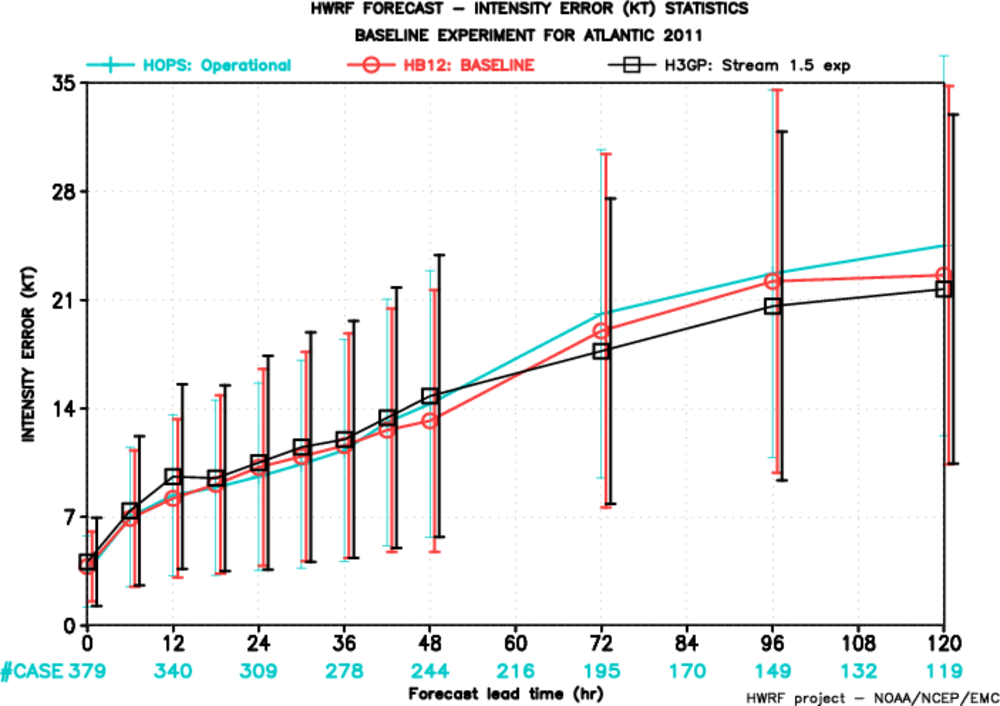 HWRF FORECAST — INTENSITY ERROR (KT) STATISTICS
BASELINE EXPERIMENT FOR ATLANTIC 2011
HOPS: Operational HB12: BASELINE H3GP: Stream 1.5 exp
35
28
21
14
7
0
INTENSITY ERROR (KT)
0 12 24 36 48 60 72 84 96 108 120
#CASE 379 340 309 278 244 216 195 170 149 132 119
Forecast lead time (hr)
HWRF project — NOAA/NCEP/EMC